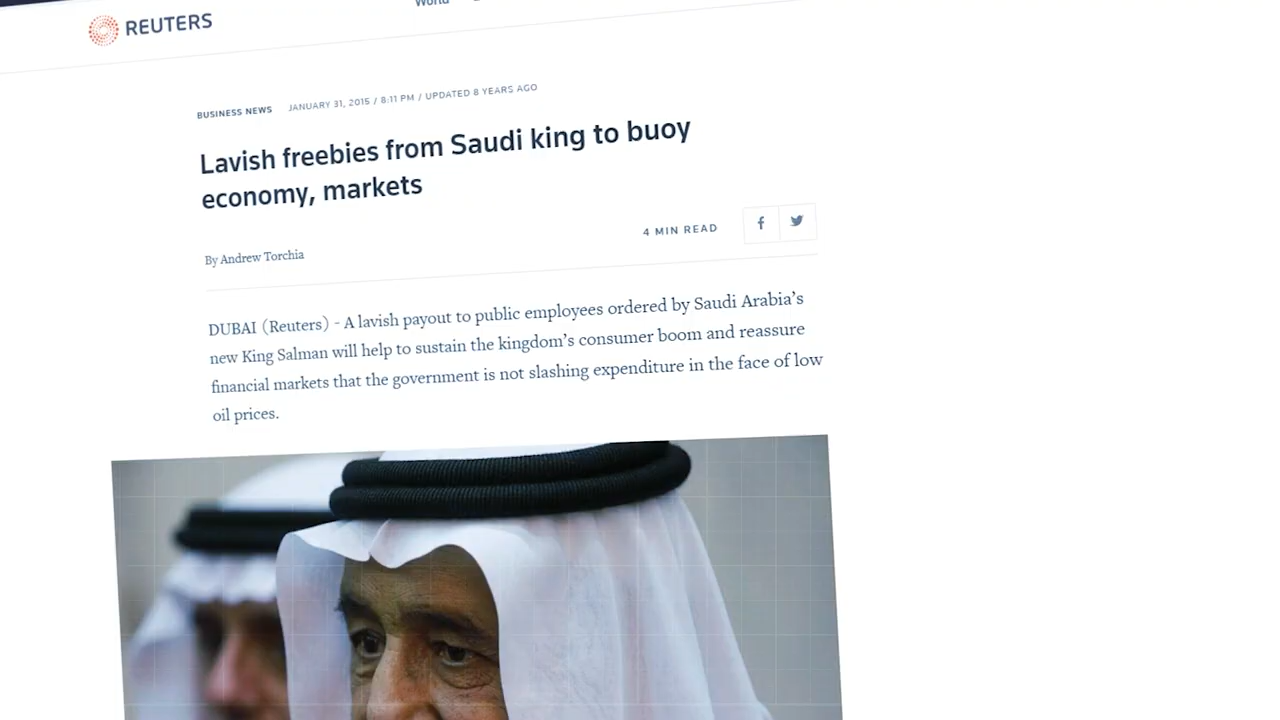 REUTERS
World
BUSINESS NEWS JANUARY 31, 2015 / 8:11 PM / UPDATED 8 YEARS AGO
Lavish freebies from Saudi king to buoy
economy, markets
4 MIN READ
By Andrew Torchia
DUBAI (Reuters) - A lavish payout to public employees ordered by Saudi Arabia’s
new King Salman will help to sustain the kingdom’s consumer boom and reassure
financial markets that the government is not slashing expenditure in the face of low
oil prices.